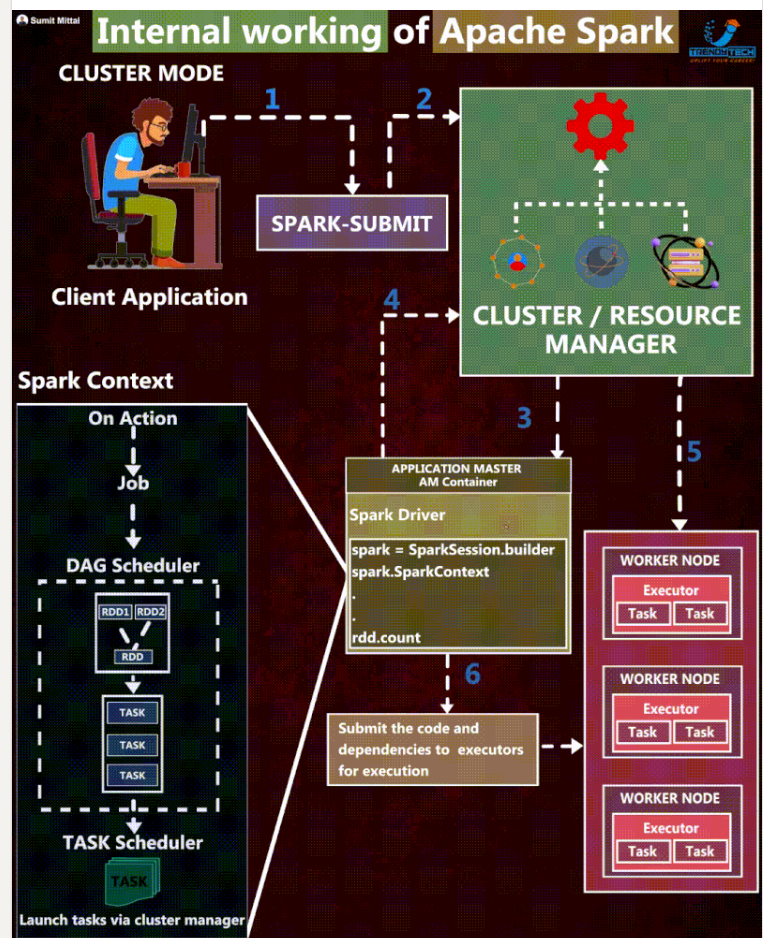 Sumit Mittal
Internal working of Apache Spark
TRENDYTECH
UPLIFT YOUR CAREER!
CLUSTER MODE
1
2
SPARK-SUBMIT
Client Application
CLUSTER / RESOURCE
MANAGER
4
3
5
Spark Context
On Action
Job
DAG Scheduler
RDD1
RDD2
RDD
TASK
TASK
TASK
TASK Scheduler
TASK
Launch tasks via cluster manager
APPLICATION MASTER
AM Container
Spark Driver
spark = SparkSession.builder
spark.SparkContext
.
.
rdd.count
6
Submit the code and
dependencies to executors
for execution
WORKER NODE
Executor
Task Task
WORKER NODE
Executor
Task Task
WORKER NODE
Executor
Task Task